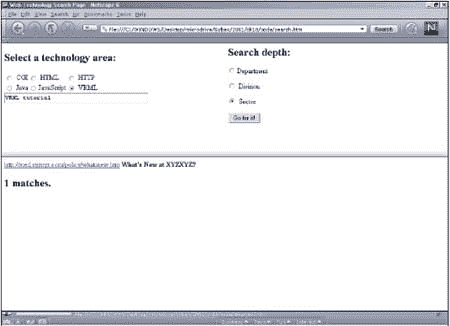 Web Technology Search Page - Netscape 6
File Edit View Search Go Bookmarks Tasks Help
Search
N
Select a technology area:
CGI HTML HTTP
Java JavaScript VRML
VRML tutorial
Search depth:
Department
Division
Sector
Go for it!
What's New at XYZXYZ?
1 matches.